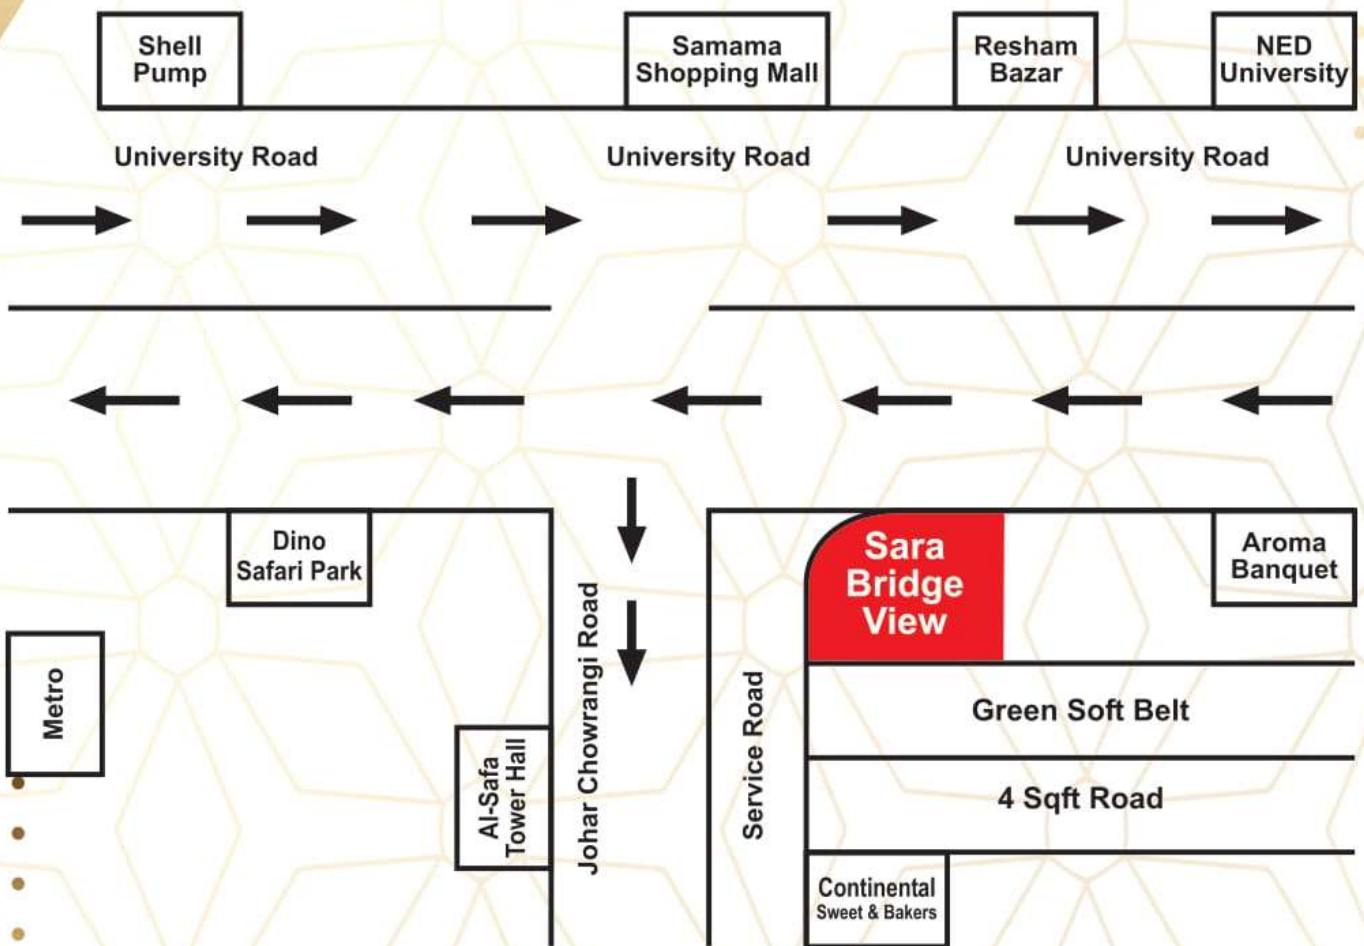 Shell
Pump
Samama
Shopping Mall
Resham
Bazar
NED
University
University Road
University Road
University Road
Dino
Safari Park
Sara
Bridge
View
Aroma
Banquet
Metro
Al-Safa
Tower Hall
Johar Chowrangi Road
Service Road
Green Soft Belt
4 Sqft Road
Continental
Sweet & Bakers